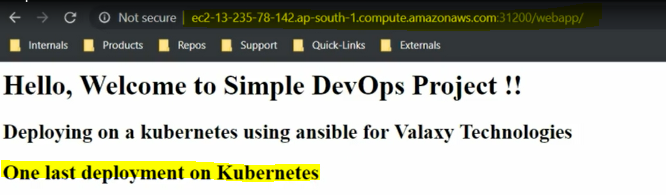 Not secure | ec2-13-235-78-142.ap-south-1.compute.amazonaws.com:31200/webapp/
Internals Products Repos Support Quick-Links Externals
Hello, Welcome to Simple DevOps Project !!
Deploying on a kubernetes using ansible for Valaxy Technologies
One last deployment on Kubernetes